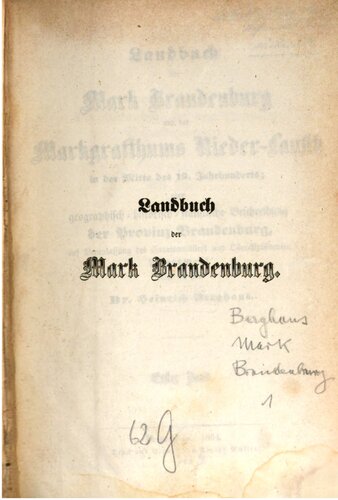 Landbuch
der
Mark Brandenburg.
Berghaus
Mark
Brandenburg
1
62 G